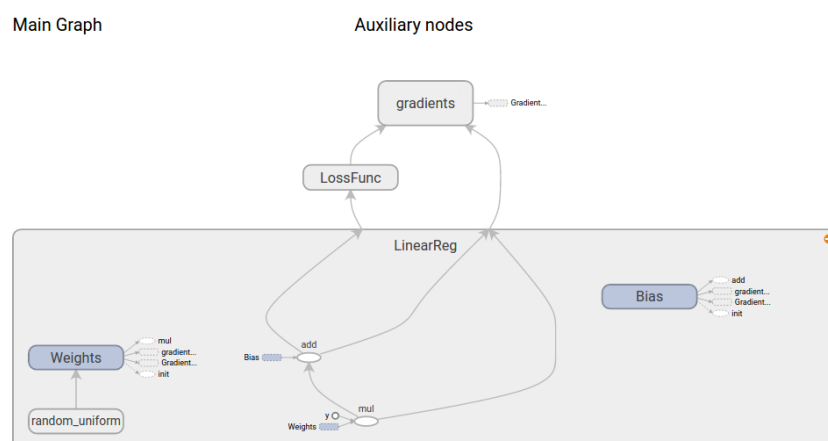 Main Graph
Auxiliary nodes
gradients
Gradient...
LossFunc
LinearReg
Bias
add
gradient...
Gradient...
init
add
Bias
Weights
mul
gradient...
Gradient...
init
mul
y
Weights
random_uniform